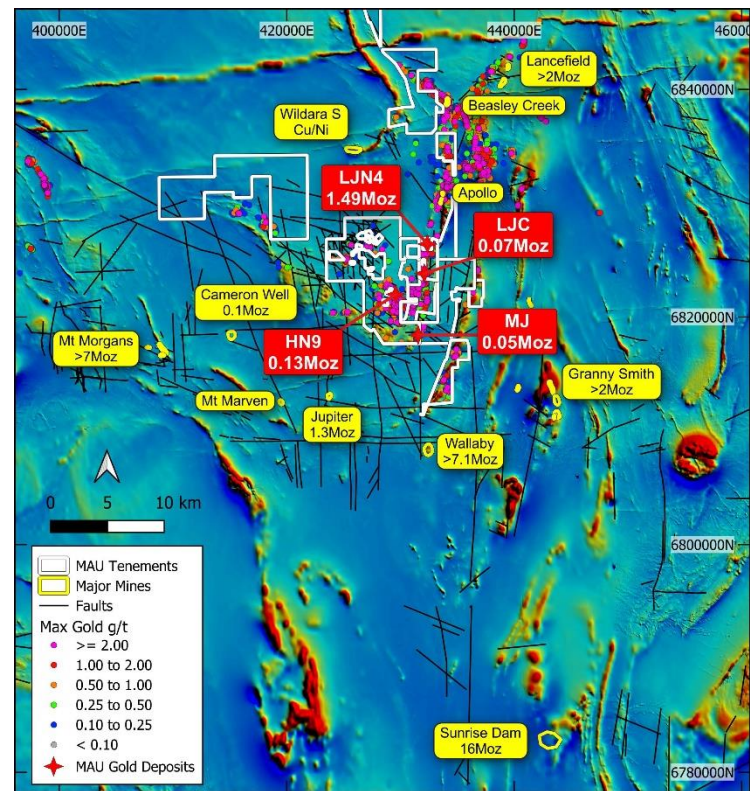 400000E
420000E
440000E
46000
Lancefield
>2Moz
6840000N
Beasley Creek
Wildara S
Cu/Ni
LJN4
1.49Moz
Apollo
LJC
0.07Moz
Cameron Well
0.1Moz
6820000N
Mt Morgans
>7Moz
HN9
0.13Moz
MJ
0.05Moz
Granny Smith
>2Moz
Mt Marven
Jupiter
1.3Moz
Wallaby
>7.1Moz
0 5 10 km
6800000N
MAU Tenements
Major Mines
Faults
Max Gold g/t
>= 2.00
1.00 to 2.00
0.50 to 1.00
0.25 to 0.50
0.10 to 0.25
< 0.10
MAU Gold Deposits
Sunrise Dam
16Moz
6780000N